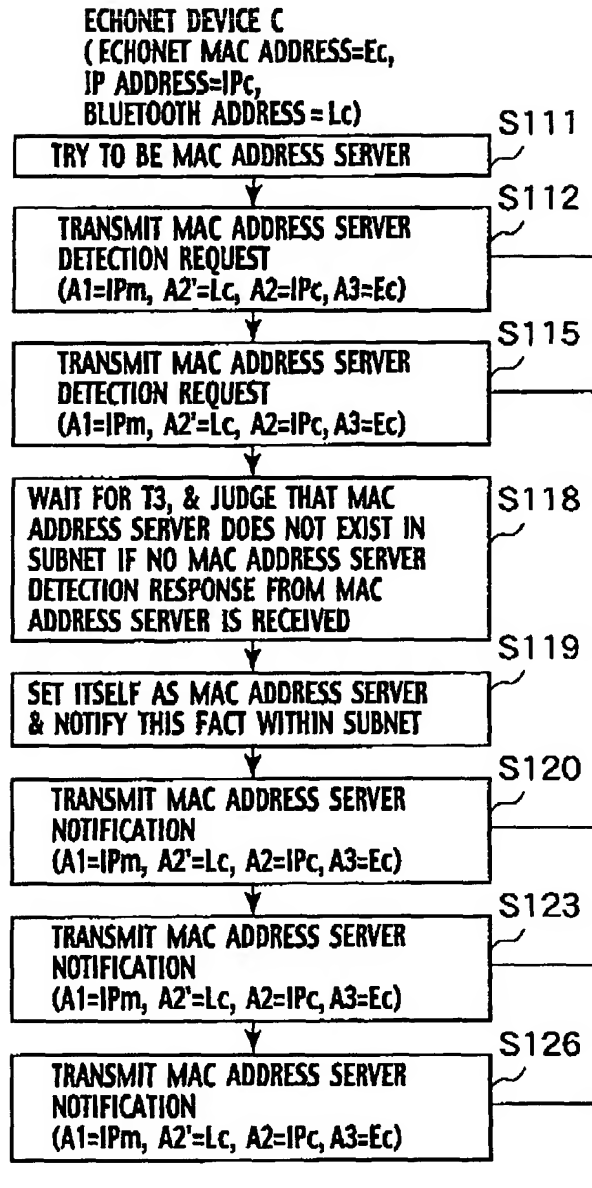 ECHONET DEVICE C
(ECHONET MAC ADDRESS=Ec,
IP ADDRESS=IPc,
BLUETOOTH ADDRESS=Lc)
S111
TRY TO BE MAC ADDRESS SERVER
S112
TRANSMIT MAC ADDRESS SERVER
DETECTION REQUEST
(A1=IPm, A2'=Lc, A2=IPc, A3=Ec)
S115
TRANSMIT MAC ADDRESS SERVER
DETECTION REQUEST
(A1=IPm, A2'=Lc, A2=IPc, A3=Ec)
S118
WAIT FOR T3, & JUDGE THAT MAC
ADDRESS SERVER DOES NOT EXIST IN
SUBNET IF NO MAC ADDRESS SERVER
DETECTION RESPONSE FROM MAC
ADDRESS SERVER IS RECEIVED
S119
SET ITSELF AS MAC ADDRESS SERVER
& NOTIFY THIS FACT WITHIN SUBNET
S120
TRANSMIT MAC ADDRESS SERVER
NOTIFICATION
(A1=IPm, A2'=Lc, A2=IPc, A3=Ec)
S123
TRANSMIT MAC ADDRESS SERVER
NOTIFICATION
(A1=IPm, A2'=Lc, A2=IPc, A3=Ec)
S126
TRANSMIT MAC ADDRESS SERVER
NOTIFICATION
(A1=IPm, A2'=Lc, A2=IPc, A3=Ec)